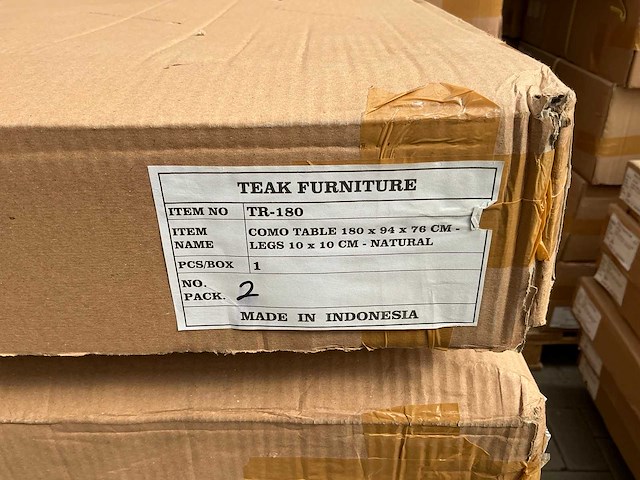 TEAK FURNITURE
ITEM NO TR-180
ITEM NAME COMO TABLE 180 x 94 x 76 CM -
LEGS 10 x 10 CM - NATURAL
PCS/BOX 1
NO. PACK. 2
MADE IN INDONESIA